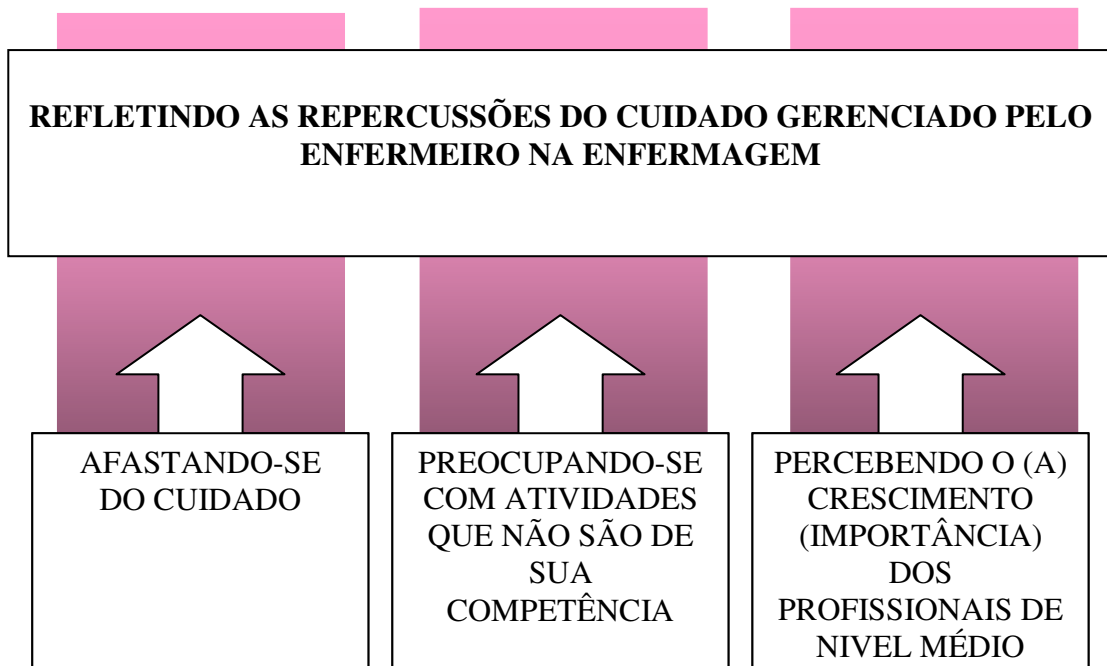 REFLETINDO AS REPERCUSSÕES DO CUIDADO GERENCIADO PELO
ENFERMEIRO NA ENFERMAGEM
AFASTANDO-SE
DO CUIDADO
PREOCUPANDO-SE
COM ATIVIDADES
QUE NÃO SÃO DE
SUA
COMPETÊNCIA
PERCEBENDO O (A)
CRESCIMENTO
(IMPORTÂNCIA)
DOS
PROFISSIONAIS DE
NIVEL MÉDIO